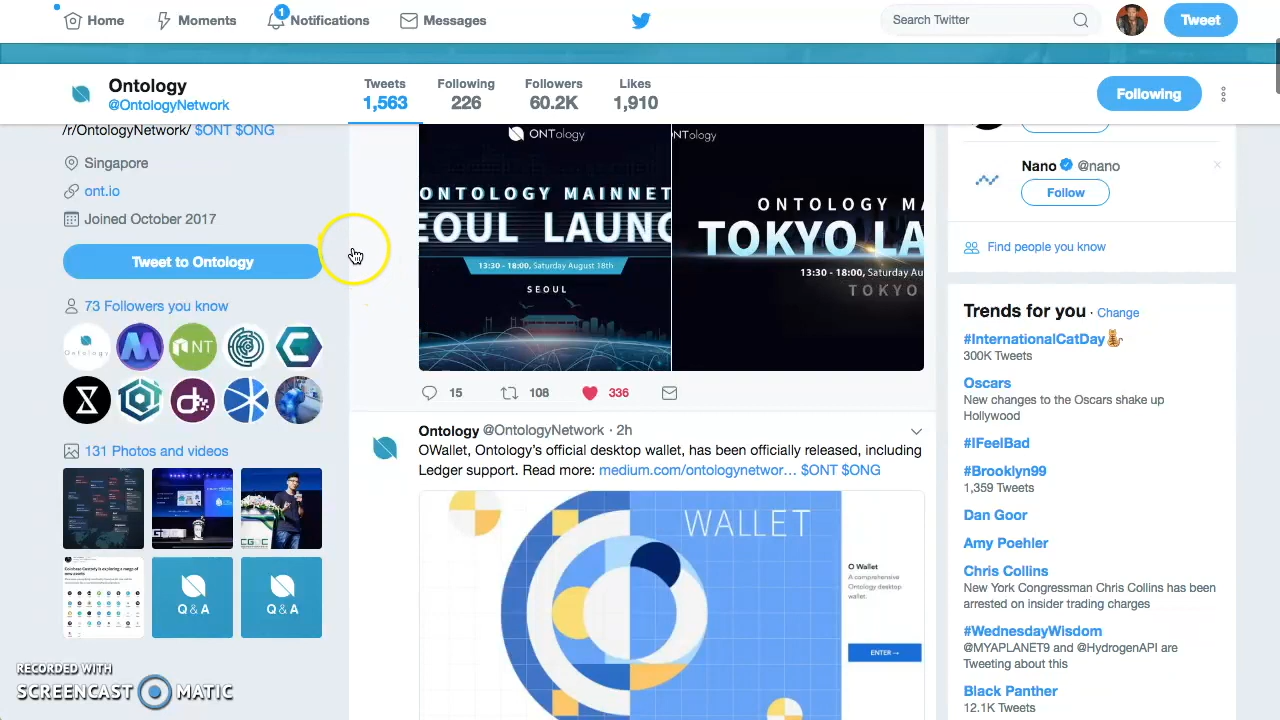 Home
Moments
1
Notifications
Messages
Search Twitter
Tweet
Ontology
@OntologyNetwork
Tweets
1,563
Following
226
Followers
60.2K
Likes
1,910
Following
/r/OntologyNetwork/ $ONT $ONG
Singapore
ont.io
Joined October 2017
Tweet to Ontology
73 Followers you know
Ontology
NT
131 Photos and videos
Q & A
Q & A
RECORDED WITH
SCREENCAST MATIC
ONTology
ONTOLOGY MAINNET
EOUL LAUNC
13:30 - 18:00, Saturday August 18th
SEOUL
NTology
ONTOLOGY MA
TOKYO LA
13:30 - 18:00, Saturday Au
TOKYO
15
108
336
Ontology @OntologyNetwork · 2h
OWallet, Ontology's official desktop wallet, has been officially released, including
Ledger support. Read more: medium.com/ontologynetwor… $ONT $ONG
WALLET
O Wallet
A comprehensive
Ontology desktop
wallet.
ENTER →
Nano @nano
Follow
Find people you know
Trends for you · Change
#InternationalCatDay
300K Tweets
Oscars
New changes to the Oscars shake up
Hollywood
#IFeelBad
#Brooklyn99
1,359 Tweets
Dan Goor
Amy Poehler
Chris Collins
New York Congressman Chris Collins has been
arrested on insider trading charges
#WednesdayWisdom
@MYAPLANET9 and @HydrogenAPI are
Tweeting about this
Black Panther
12.1K Tweets